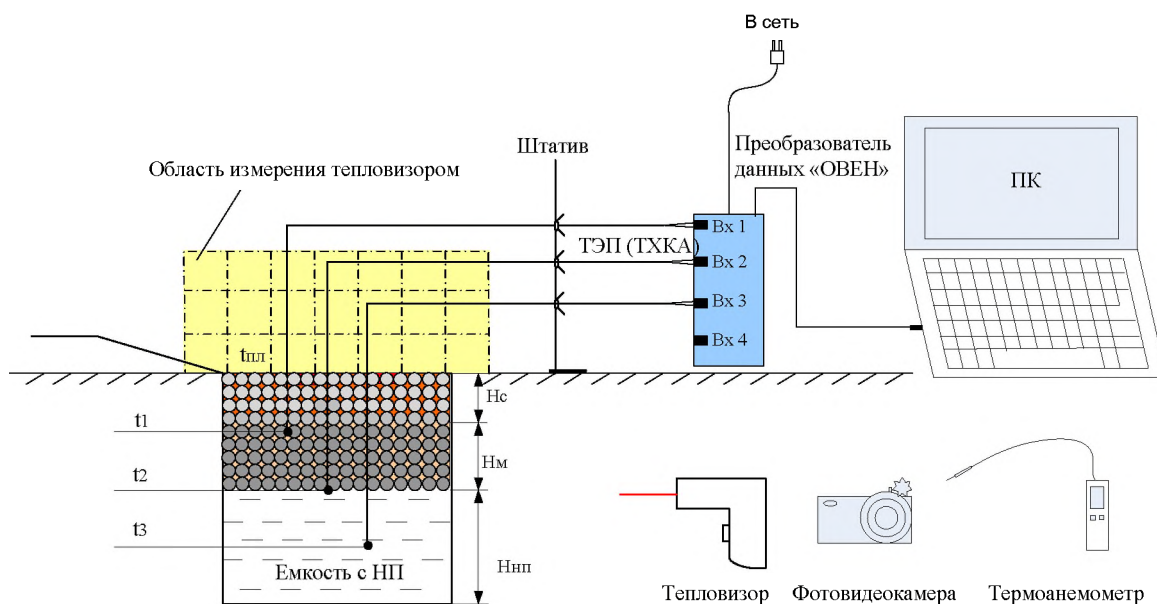 В сеть
Штатив
Преобразователь
данных «ОВЕН»
Область измерения тепловизором
ПК
Вх 1
ТЭП (ТХКА)
Вх 2
Вх 3
Вх 4
tпл
Нс
t1
Нм
t2
t3
Ннп
Емкость с НП
Тепловизор
Фотовидеокамера
Термоанемометр